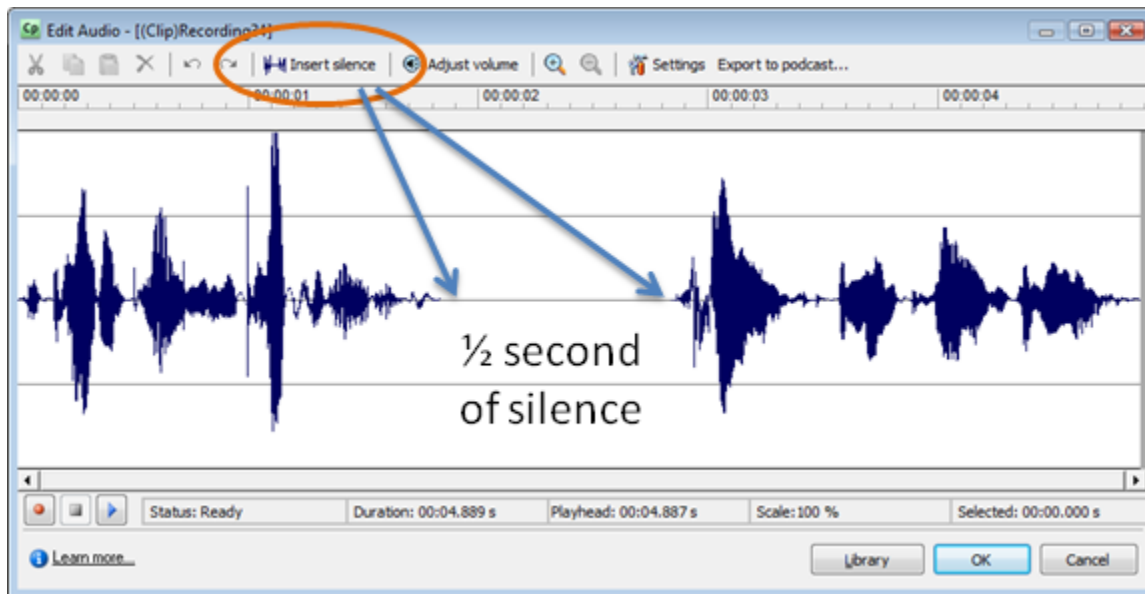 Cp Edit Audio - [(Clip)Recording34]
Insert silence Adjust volume Settings Export to podcast...
00:00:00 00:00:01 00:00:02 00:00:03 00:00:04
½ second
of silence
Status: Ready Duration: 00:04.889 s Playhead: 00:04.887 s Scale:100 % Selected: 00:00.000 s
Learn more... Library OK Cancel